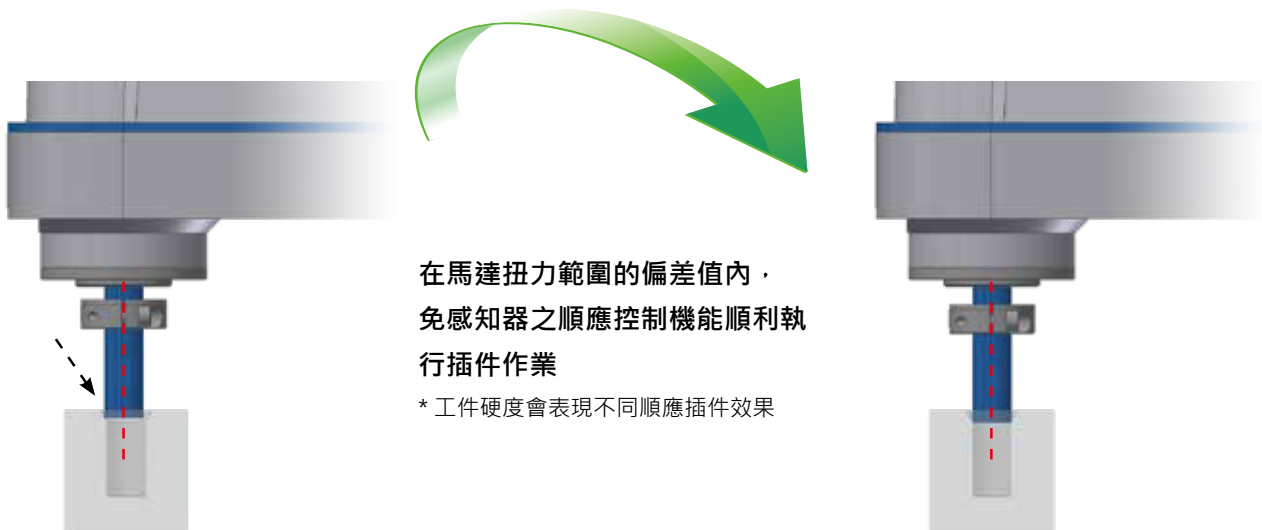 在馬達扭力範圍的偏差值內，
免感知器之順應控制機能順利執
行插件作業
* 工件硬度會表現不同順應插件效果